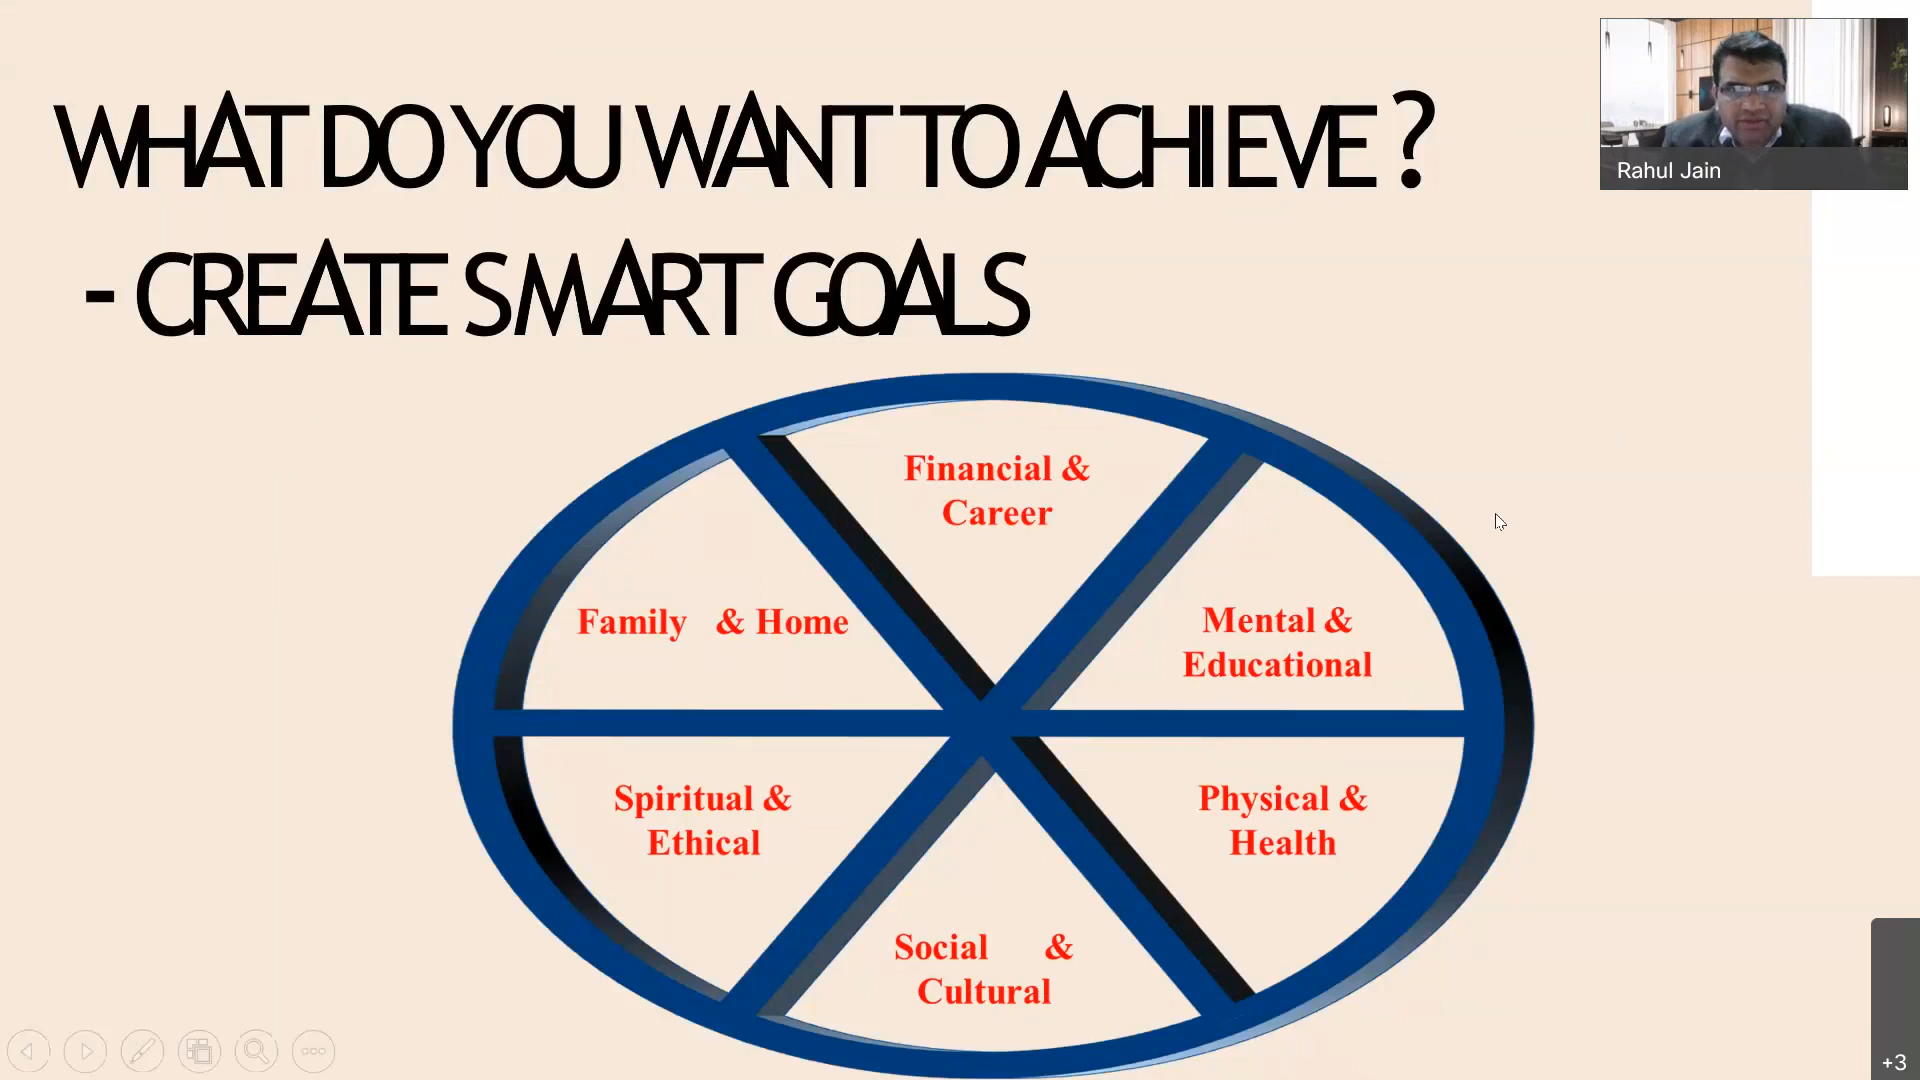 WHAT DO YOU WANT TO ACHIEVE ?
- CREATE SMART GOALS
Rahul Jain
Financial &
Career
Family & Home
Mental &
Educational
Spiritual &
Ethical
Physical &
Health
Social &
Cultural
+3